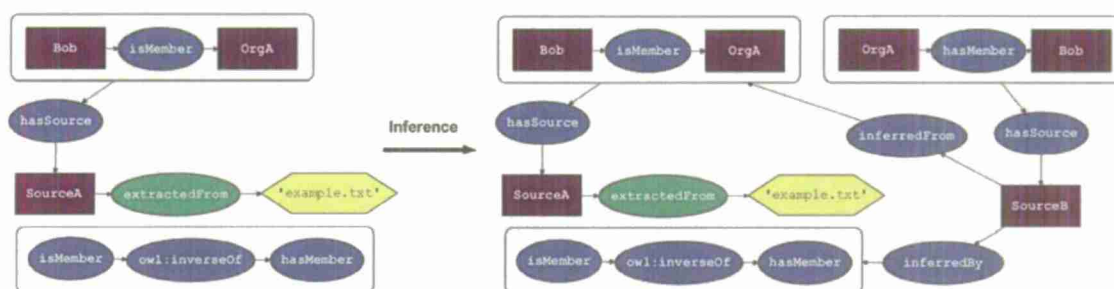 Bob isMember OrgA
Bob isMember OrgA
OrgA hasMember Bob
hasSource
Inference
hasSource
inferredFrom
hasSource
SourceA extractedFrom 'example.txt'
SourceA extractedFrom 'example.txt'
SourceB
isMember owl:inverseOf hasMember
isMember owl:inverseOf hasMember
inferredBy